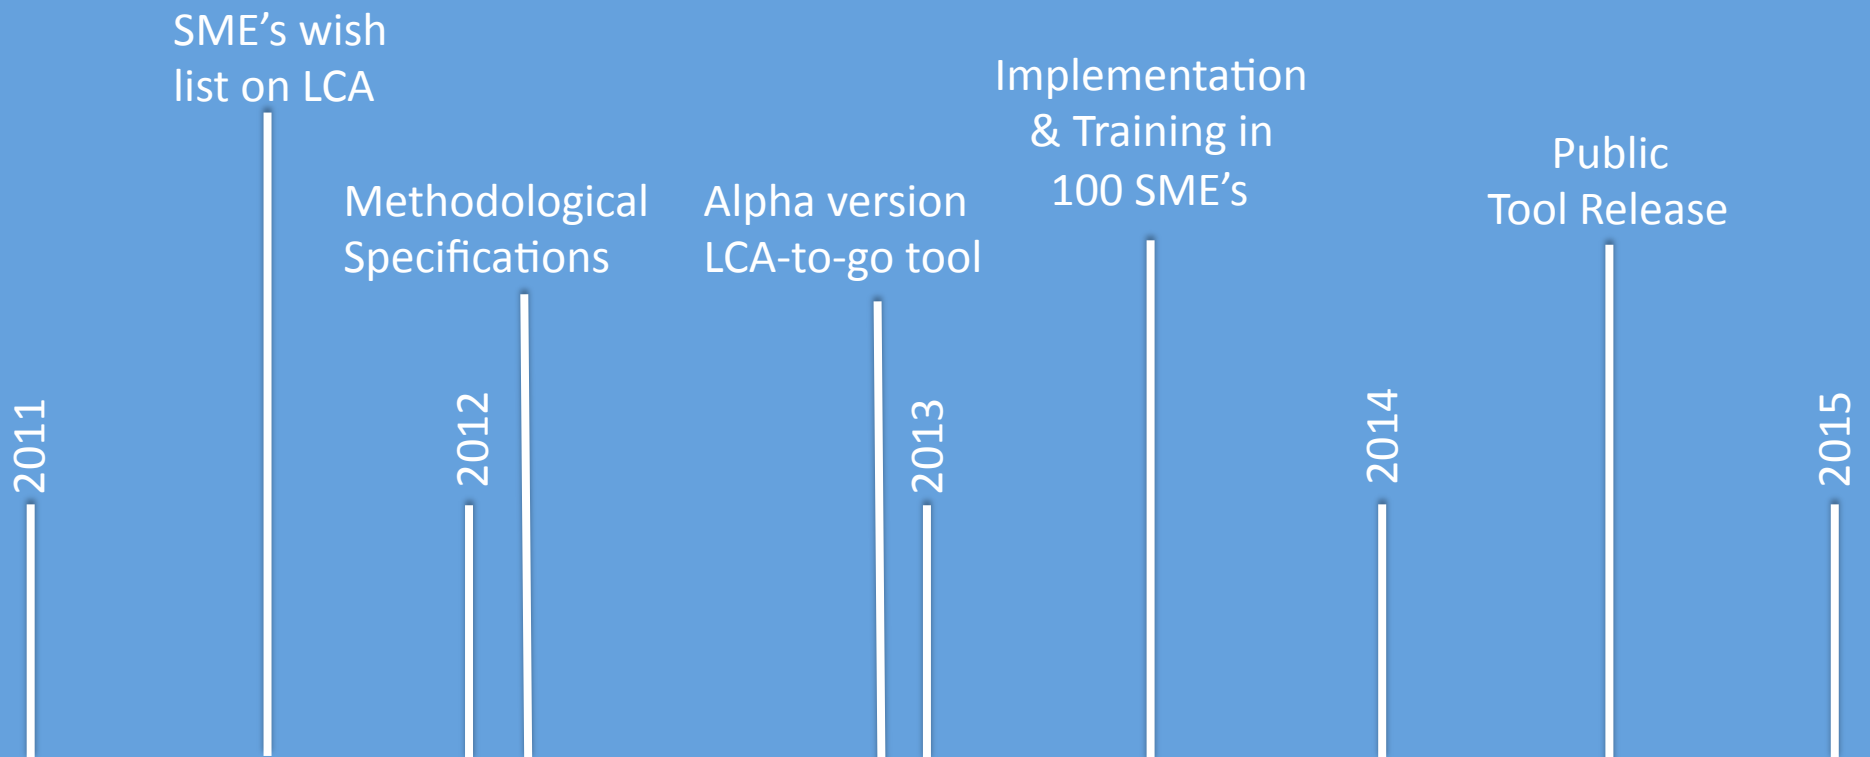 SME’s wish
list on LCA
Methodological
Specifications
Alpha version
LCA-to-go tool
Implementation
& Training in
100 SME’s
Public
Tool Release
2011
2012
2013
2014
2015